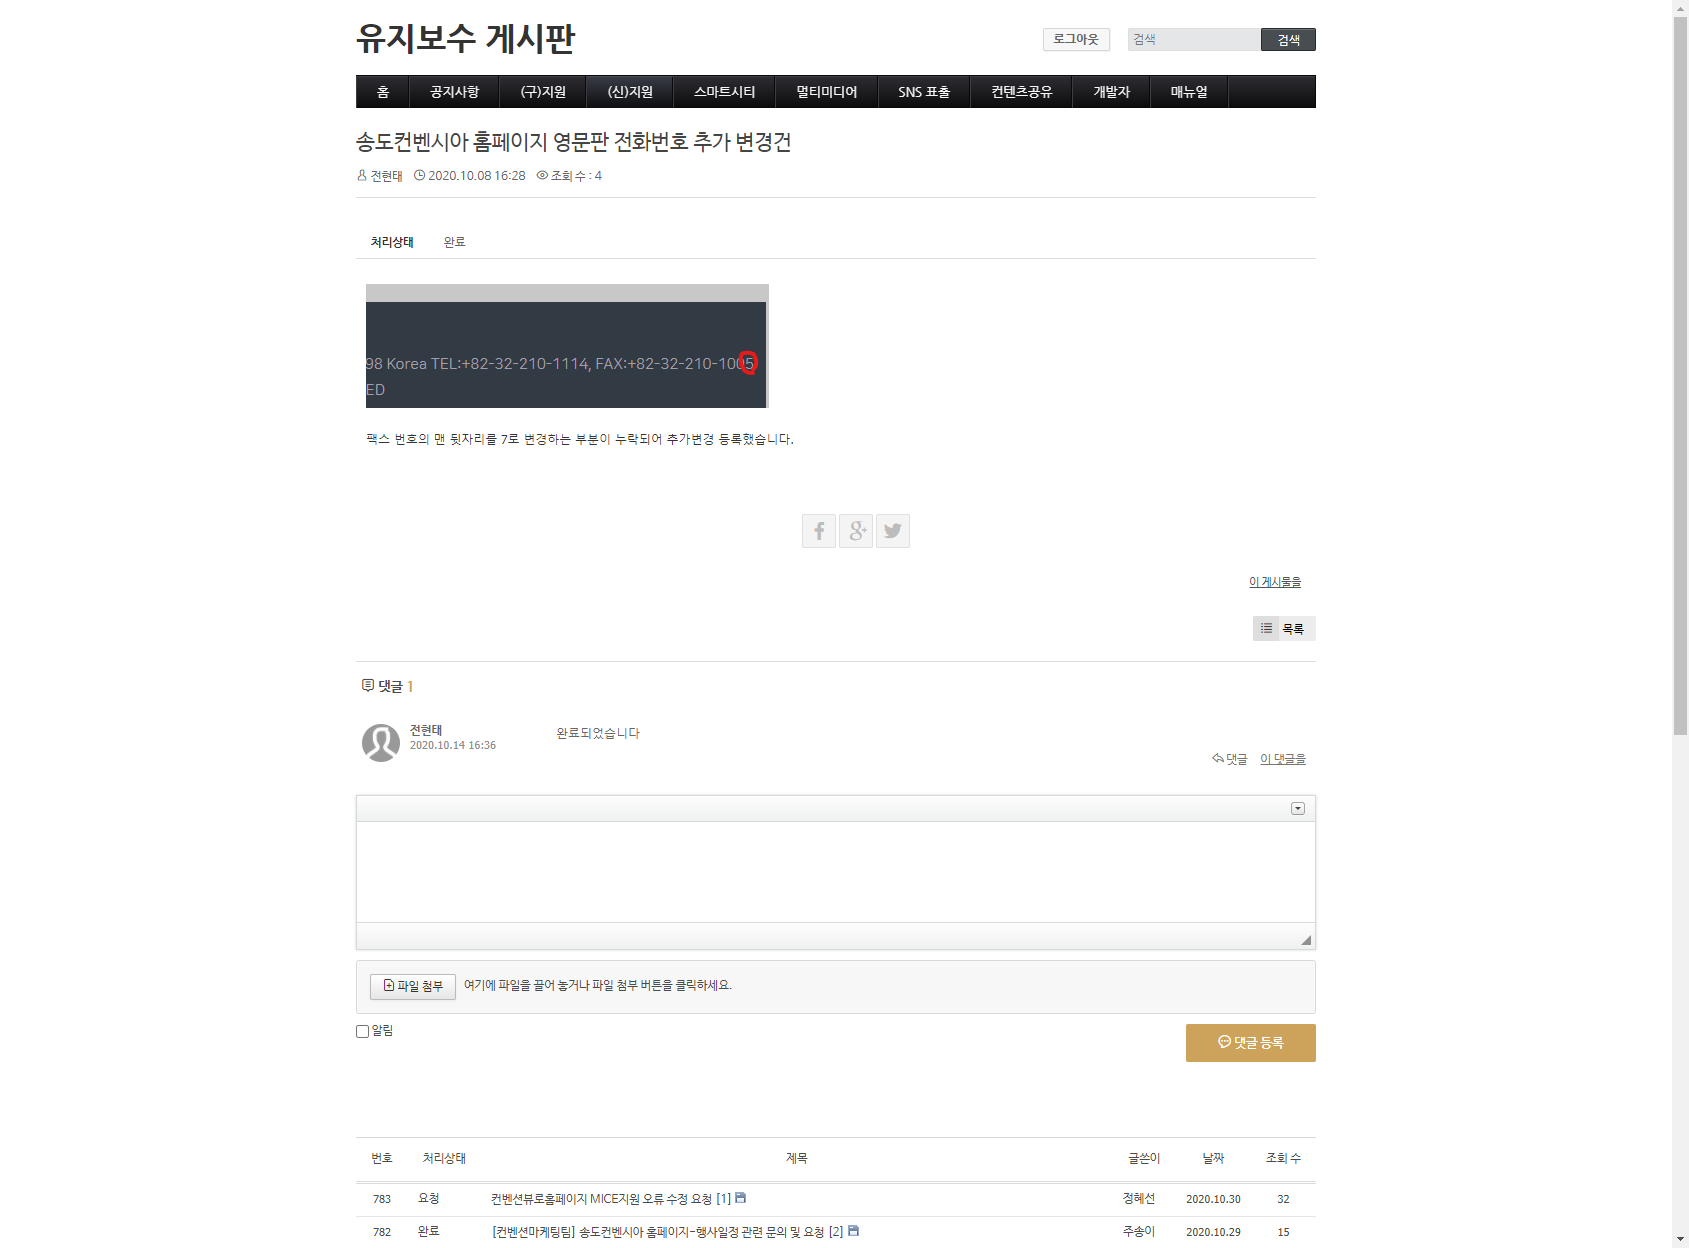 유지보수 게시판
로그아웃
검색
검색
홈 공지사항 (구)지원 (신)지원 스마트시티 멀티미디어 SNS 표출 컨텐츠공유 개발자 매뉴얼
송도컨벤시아 홈페이지 영문판 전화번호 추가 변경건
전현태 2020.10.08 16:28 조회 수 : 4
처리상태 완료
98 Korea TEL:+82-32-210-1114, FAX:+82-32-210-1005
ED
팩스 번호의 맨 뒷자리를 7로 변경하는 부분이 누락되어 추가변경 등록했습니다.
이 게시물을
목록
댓글 1
전현태
2020.10.14 16:36
완료되었습니다
댓글 이 댓글을
파일 첨부 여기에 파일을 끌어 놓거나 파일 첨부 버튼을 클릭하세요.
알림
댓글 등록
번호 처리상태 제목 글쓴이 날짜 조회 수
783 요청 컨벤션뷰로홈페이지 MICE지원 오류 수정 요청 [1] 정혜선 2020.10.30 32
782 완료 [컨벤션마케팅팀] 송도컨벤시아 홈페이지-행사일정 관련 문의 및 요청 [2] 주송이 2020.10.29 15